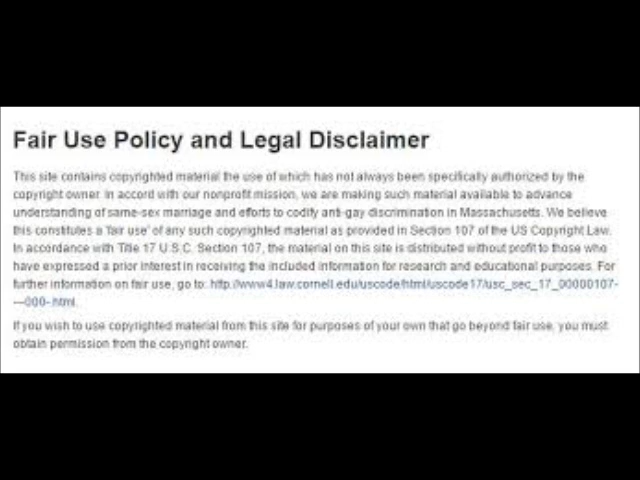 Fair Use Policy and Legal Disclaimer
This site contains copyrighted material the use of which has not always been specifically authorized by the
copyright owner. In accord with our nonprofit mission, we are making such material available to advance
understanding of same-sex marriage and efforts to codify anti-gay discrimination in Massachusetts. We believe
this constitutes a 'fair use' of any such copyrighted material as provided in Section 107 of the US Copyright Law.
In accordance with Title 17 U.S.C. Section 107, the material on this site is distributed without profit to those who
have expressed a prior interest in receiving the included information for research and educational purposes. For
further information on fair use, go to: http://www4.law.cornell.edu/uscode/html/uscode17/usc_sec_17_00000107-
---000-.html.
If you wish to use copyrighted material from this site for purposes of your own that go beyond fair use, you must
obtain permission from the copyright owner.